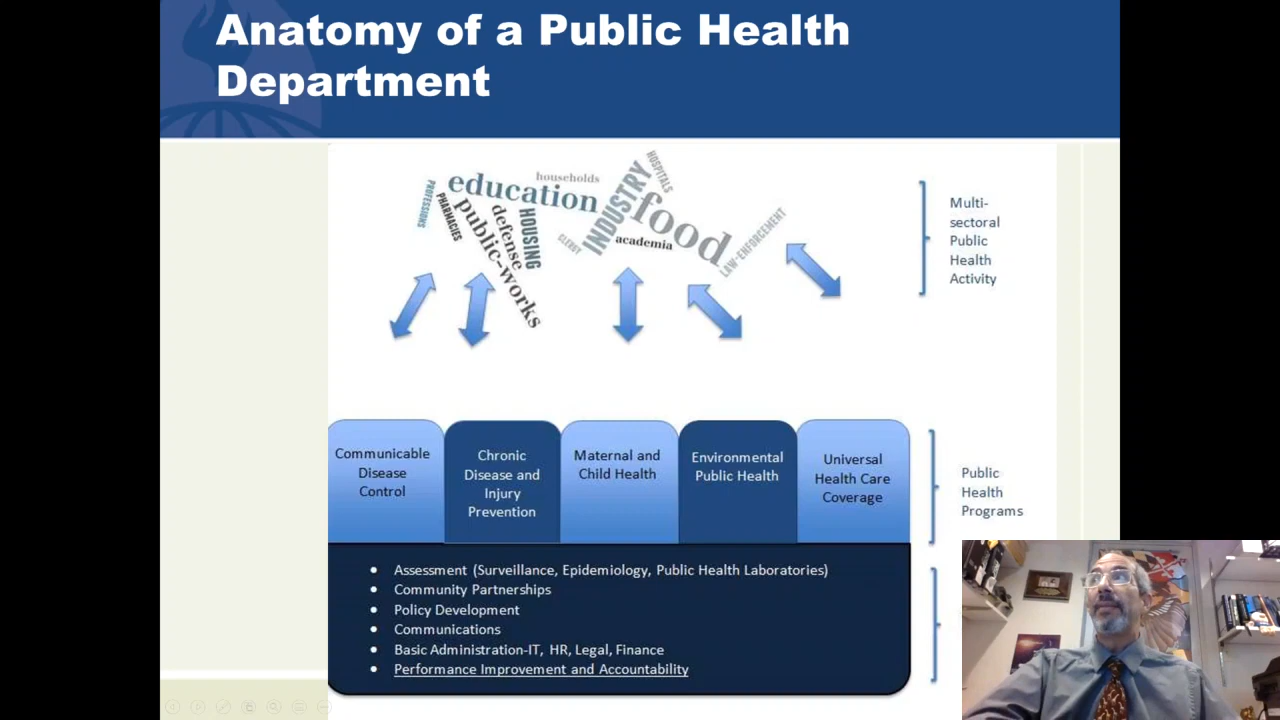 Anatomy of a Public Health
Department
households
HOSPITALS
education
INDUSTRY
PROFESSIONS
PHARMACIES
public-works
defense
HOUSING
CLERGY
academia
food
LAW-ENFORCEMENT
Multi-
sectoral
Public
Health
Activity
Communicable
Disease
Control
Chronic
Disease and
Injury
Prevention
Maternal and
Child Health
Environmental
Public Health
Universal
Health Care
Coverage
Public
Health
Programs
• Assessment (Surveillance, Epidemiology, Public Health Laboratories)
• Community Partnerships
• Policy Development
• Communications
• Basic Administration-IT, HR, Legal, Finance
• Performance Improvement and Accountability